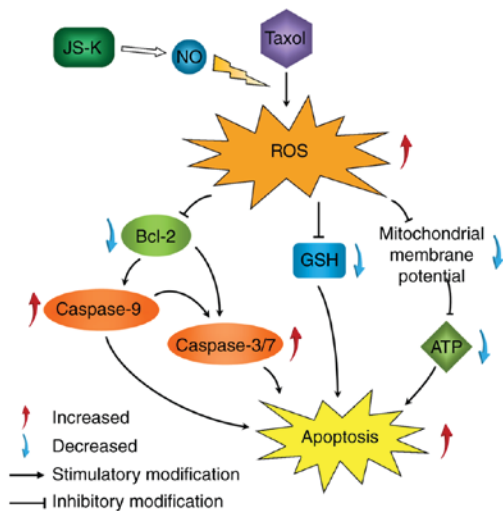 JS-K
NO
Taxol
ROS
Bcl-2
GSH
Mitochondrial
membrane
potential
Caspase-9
Caspase-3/7
ATP
Apoptosis
Increased
Decreased
Stimulatory modification
Inhibitory modification